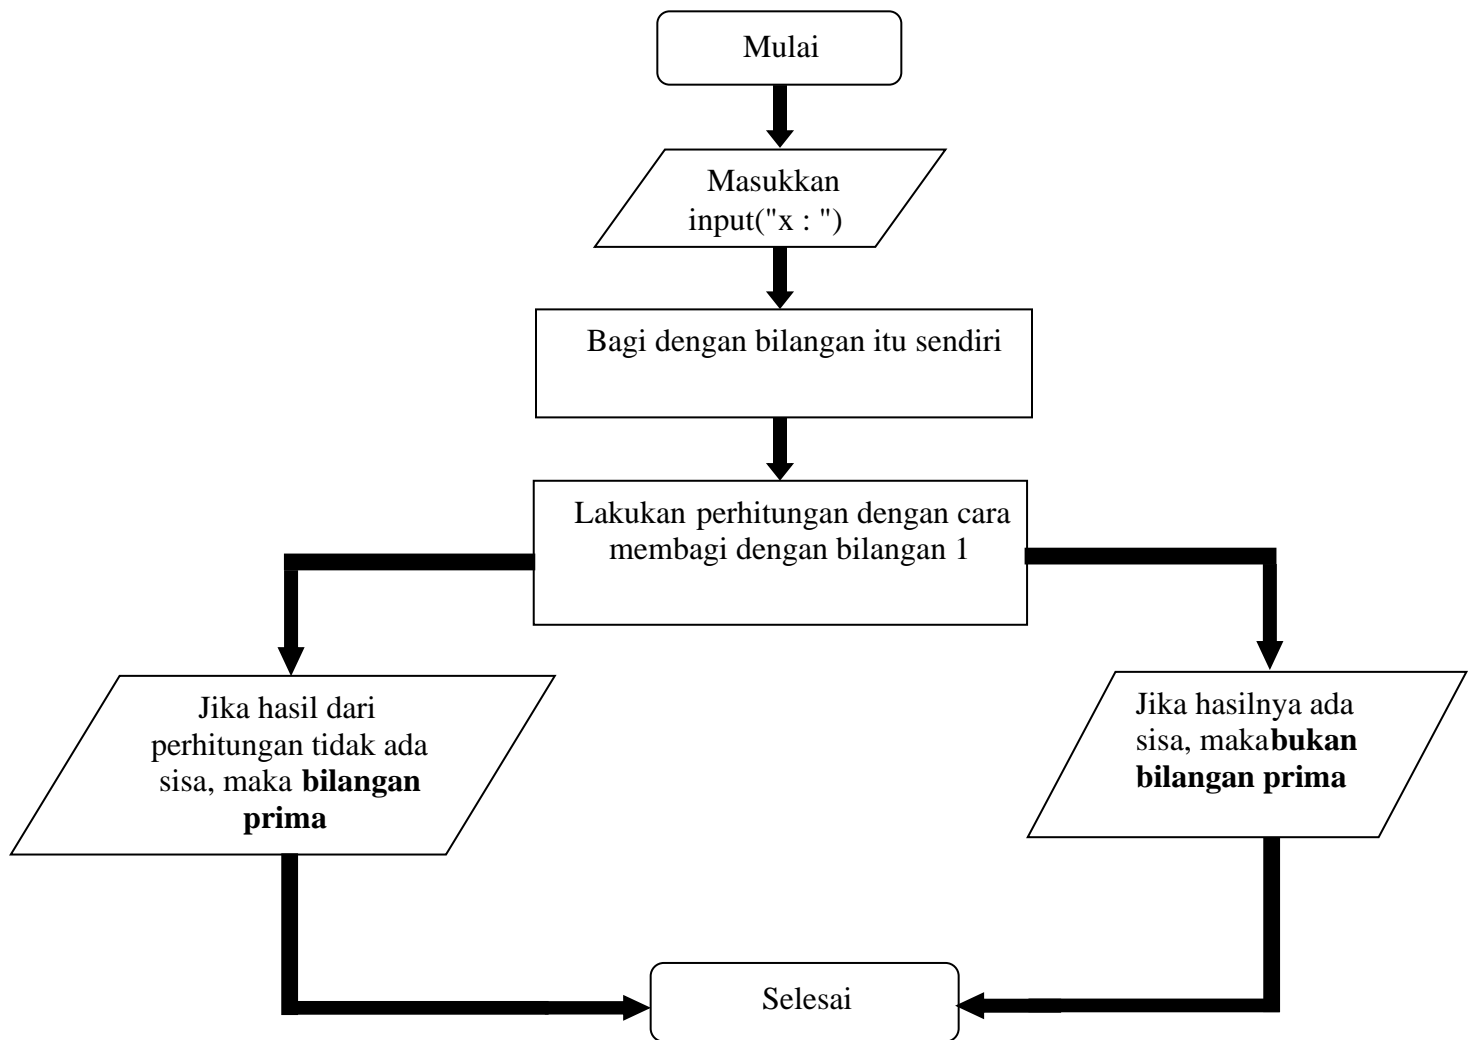 Mulai
Masukkan
input("x : ")
Bagi dengan bilangan itu sendiri
Lakukan perhitungan dengan cara
membagi dengan bilangan 1
Jika hasil dari
perhitungan tidak ada
sisa, maka bilangan
prima
Jika hasilnya ada
sisa, makabukan
bilangan prima
Selesai